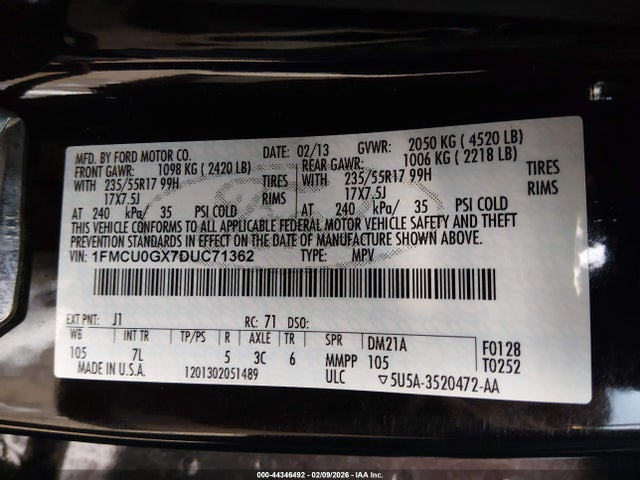 MFD. BY FORD MOTOR CO. DATE: 02/13 GVWR: 2050 KG ( 4520 LB)
FRONT GAWR: 1098 KG ( 2420 LB) REAR GAWR: 1006 KG ( 2218 LB)
WITH 235/55R17 99H TIRES WITH 235/55R17 99H TIRES
17X7.5J RIMS 17X7.5J RIMS
AT 240 kPa/ 35 PSI COLD AT 240 kPa/ 35 PSI COLD
THIS VEHICLE CONFORMS TO ALL APPLICABLE FEDERAL MOTOR VEHICLE SAFETY AND THEFT
PREVENTION STANDARDS IN EFFECT ON THE DATE OF MANUFACTURE SHOWN ABOVE.
VIN: 1FMCU0GX7DUC71362 TYPE: MPV
EXT PNT: J1 RC: 71 DSO:
WB INT TR TP/PS R AXLE TR SPR DM21A F0128
105 7L 5 3C 6 MMPP 105 T0252
MADE IN U.S.A. 1201302051489 ULC 5U5A-3520472-AA
000-44346492 - 02/09/2026 - IAA Inc.